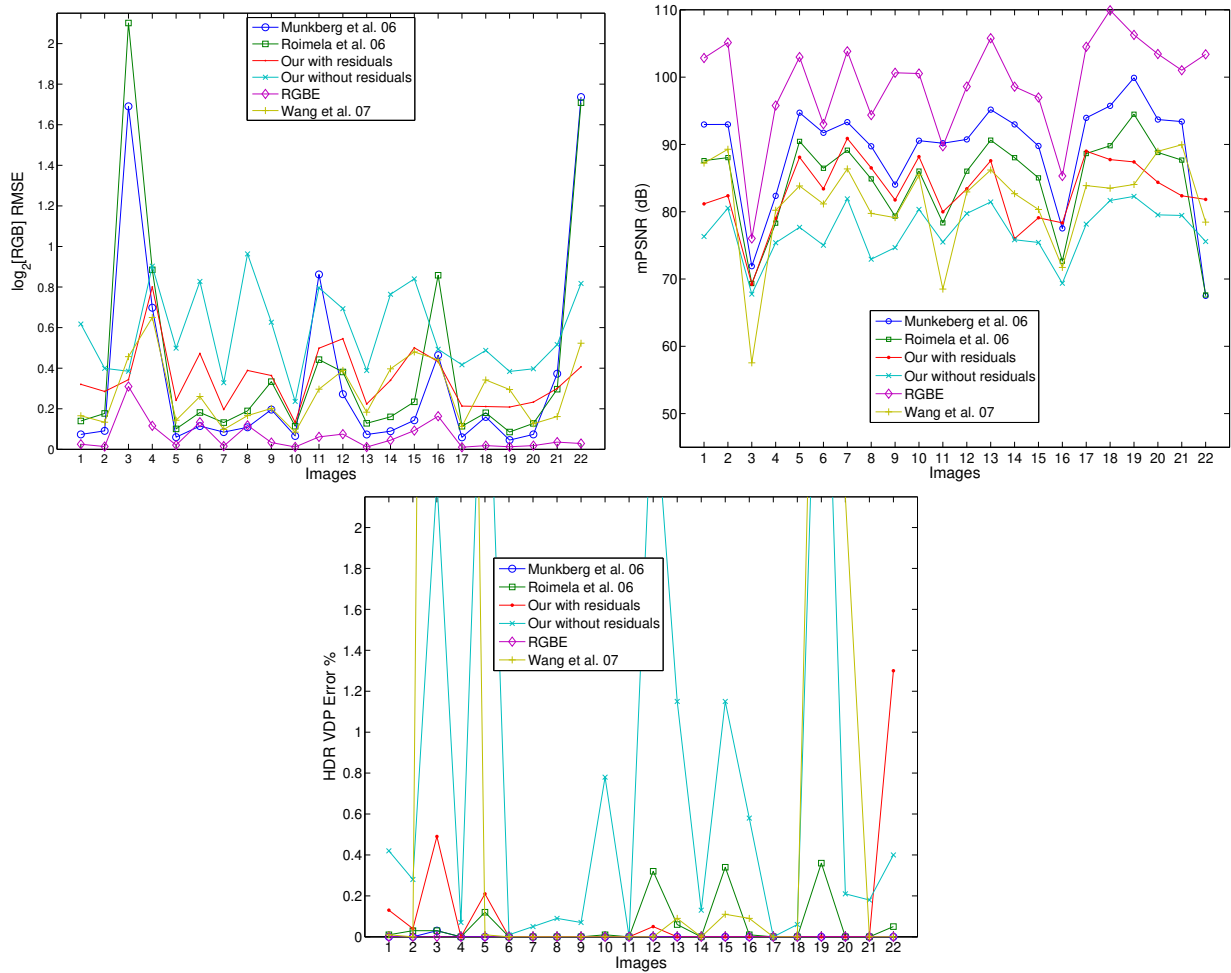 2
1.8
1.6
1.4
1.2
1
0.8
0.6
0.4
0.2
0
log2[RGB] RMSE
Munkberg et al. 06
Roimela et al. 06
Our with residuals
Our without residuals
RGBE
Wang et al. 07
1 2 3 4 5 6 7 8 9 10 11 12 13 14 15 16 17 18 19 20 21 22
Images
110
100
90
80
70
60
50
mPSNR (dB)
Munkeberg et al. 06
Roimela et al. 06
Our with residuals
Our without residuals
RGBE
Wang et al. 07
1 2 3 4 5 6 7 8 9 10 11 12 13 14 15 16 17 18 19 20 21 22
Images
2
1.8
1.6
1.4
1.2
1
0.8
0.6
0.4
0.2
0
HDR VDP Error %
Munkberg et al. 06
Roimela et al. 06
Our with residuals
Our without residuals
RGBE
Wang et al. 07
1 2 3 4 5 6 7 8 9 10 11 12 13 14 15 16 17 18 19 20 21 22
Images